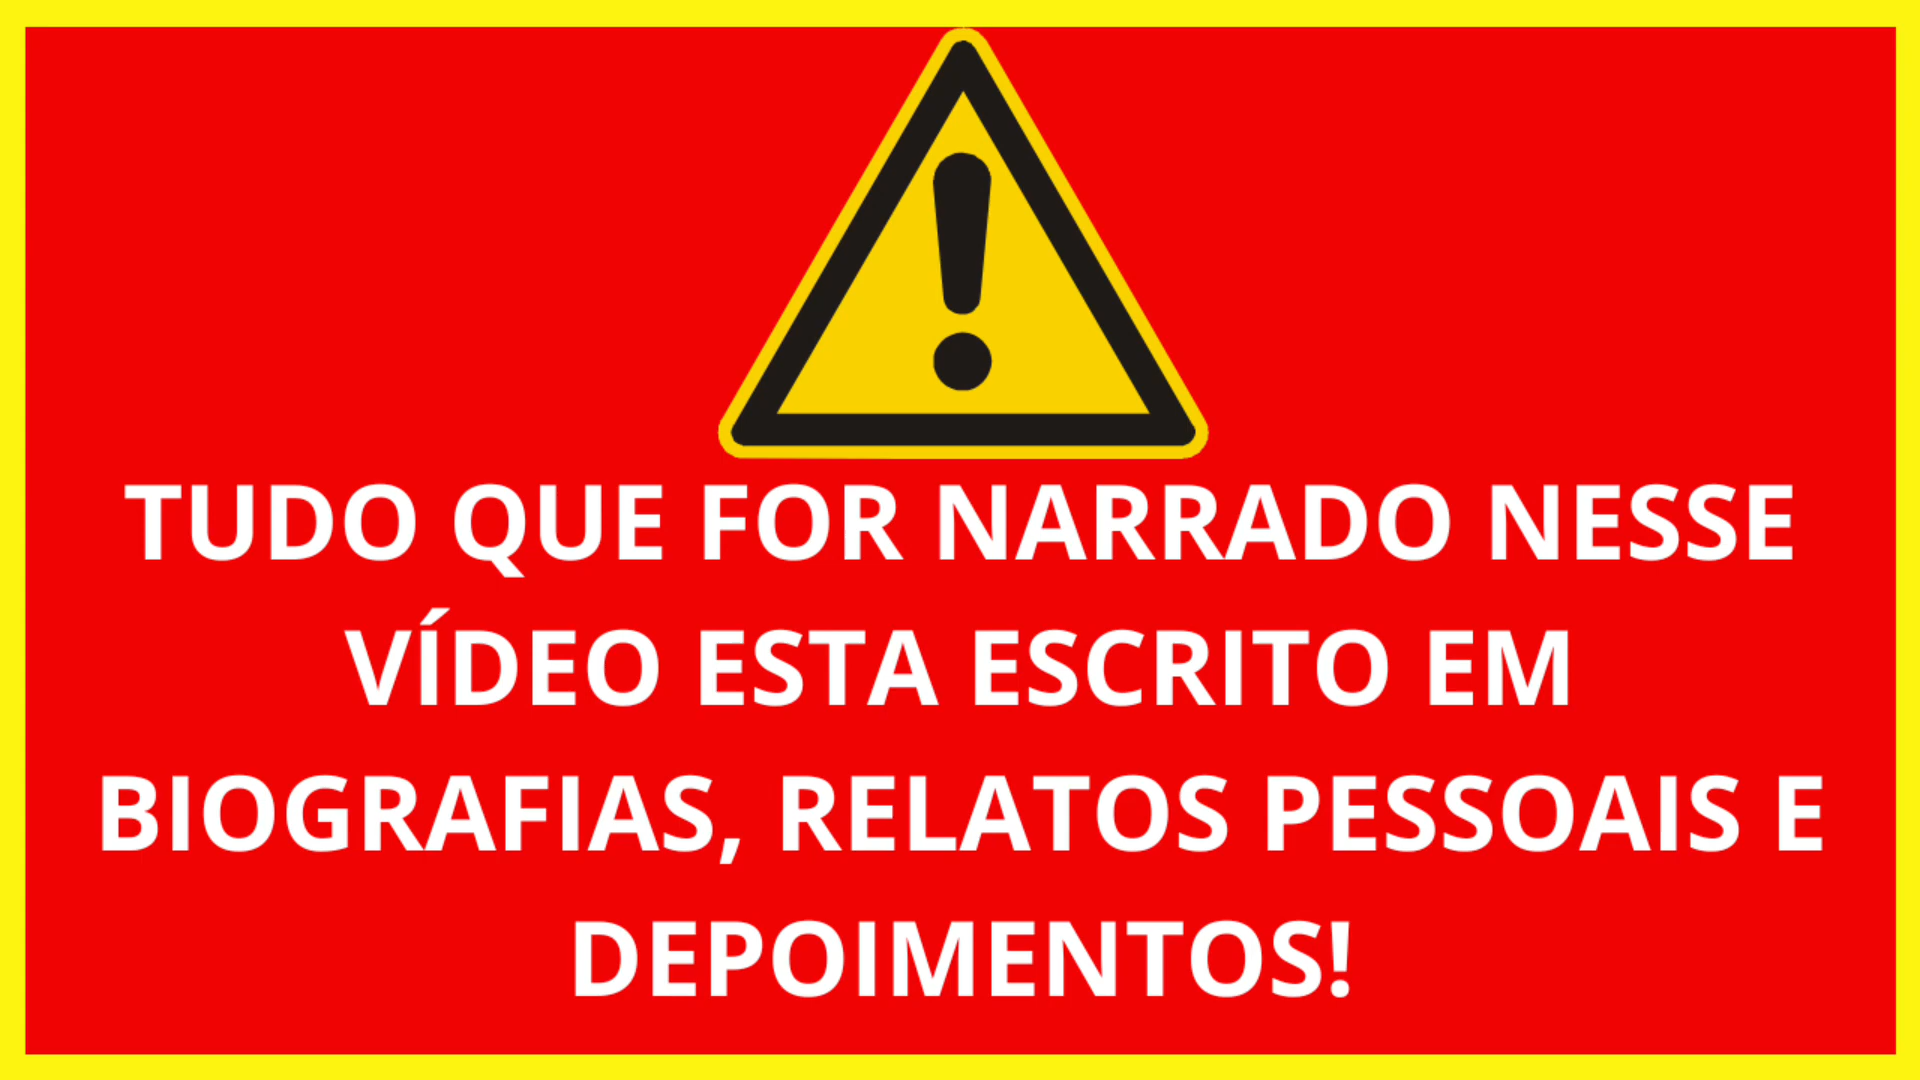 TUDO QUE FOR NARRADO NESSE
VÍDEO ESTA ESCRITO EM
BIOGRAFIAS, RELATOS PESSOAIS E
DEPOIMENTOS!